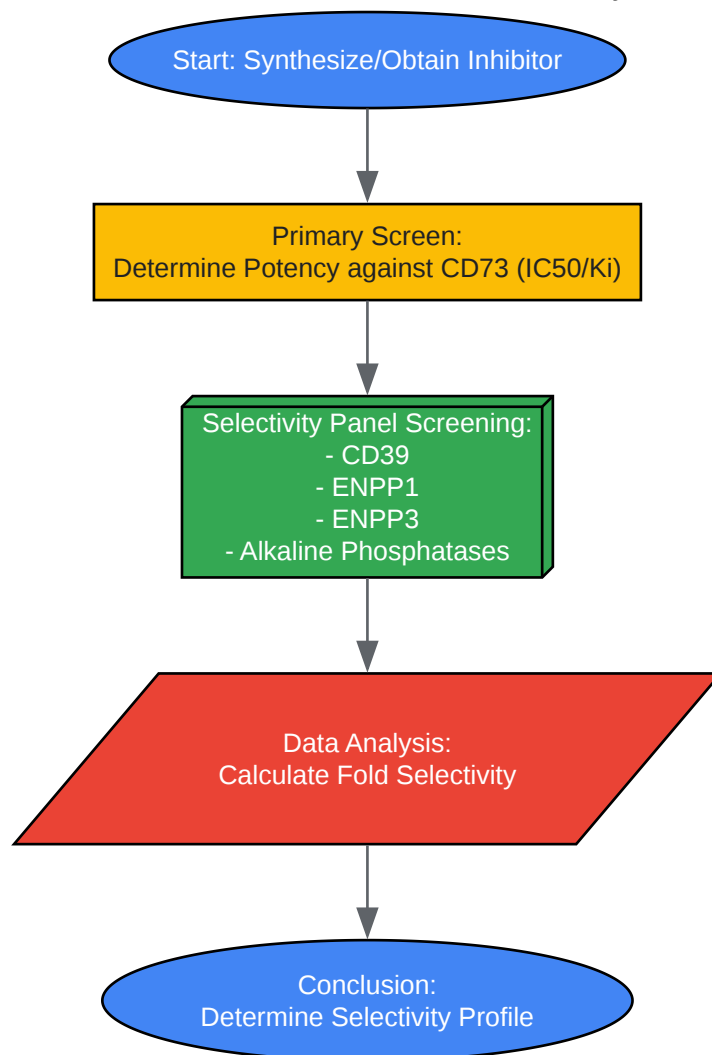 Start: Synthesize/Obtain Inhibitor
Primary Screen:
Determine Potency against CD73 (IC50/Ki)
Selectivity Panel Screening:
- CD39
- ENPP1
- ENPP3
- Alkaline Phosphatases
Data Analysis:
Calculate Fold Selectivity
Conclusion:
Determine Selectivity Profile